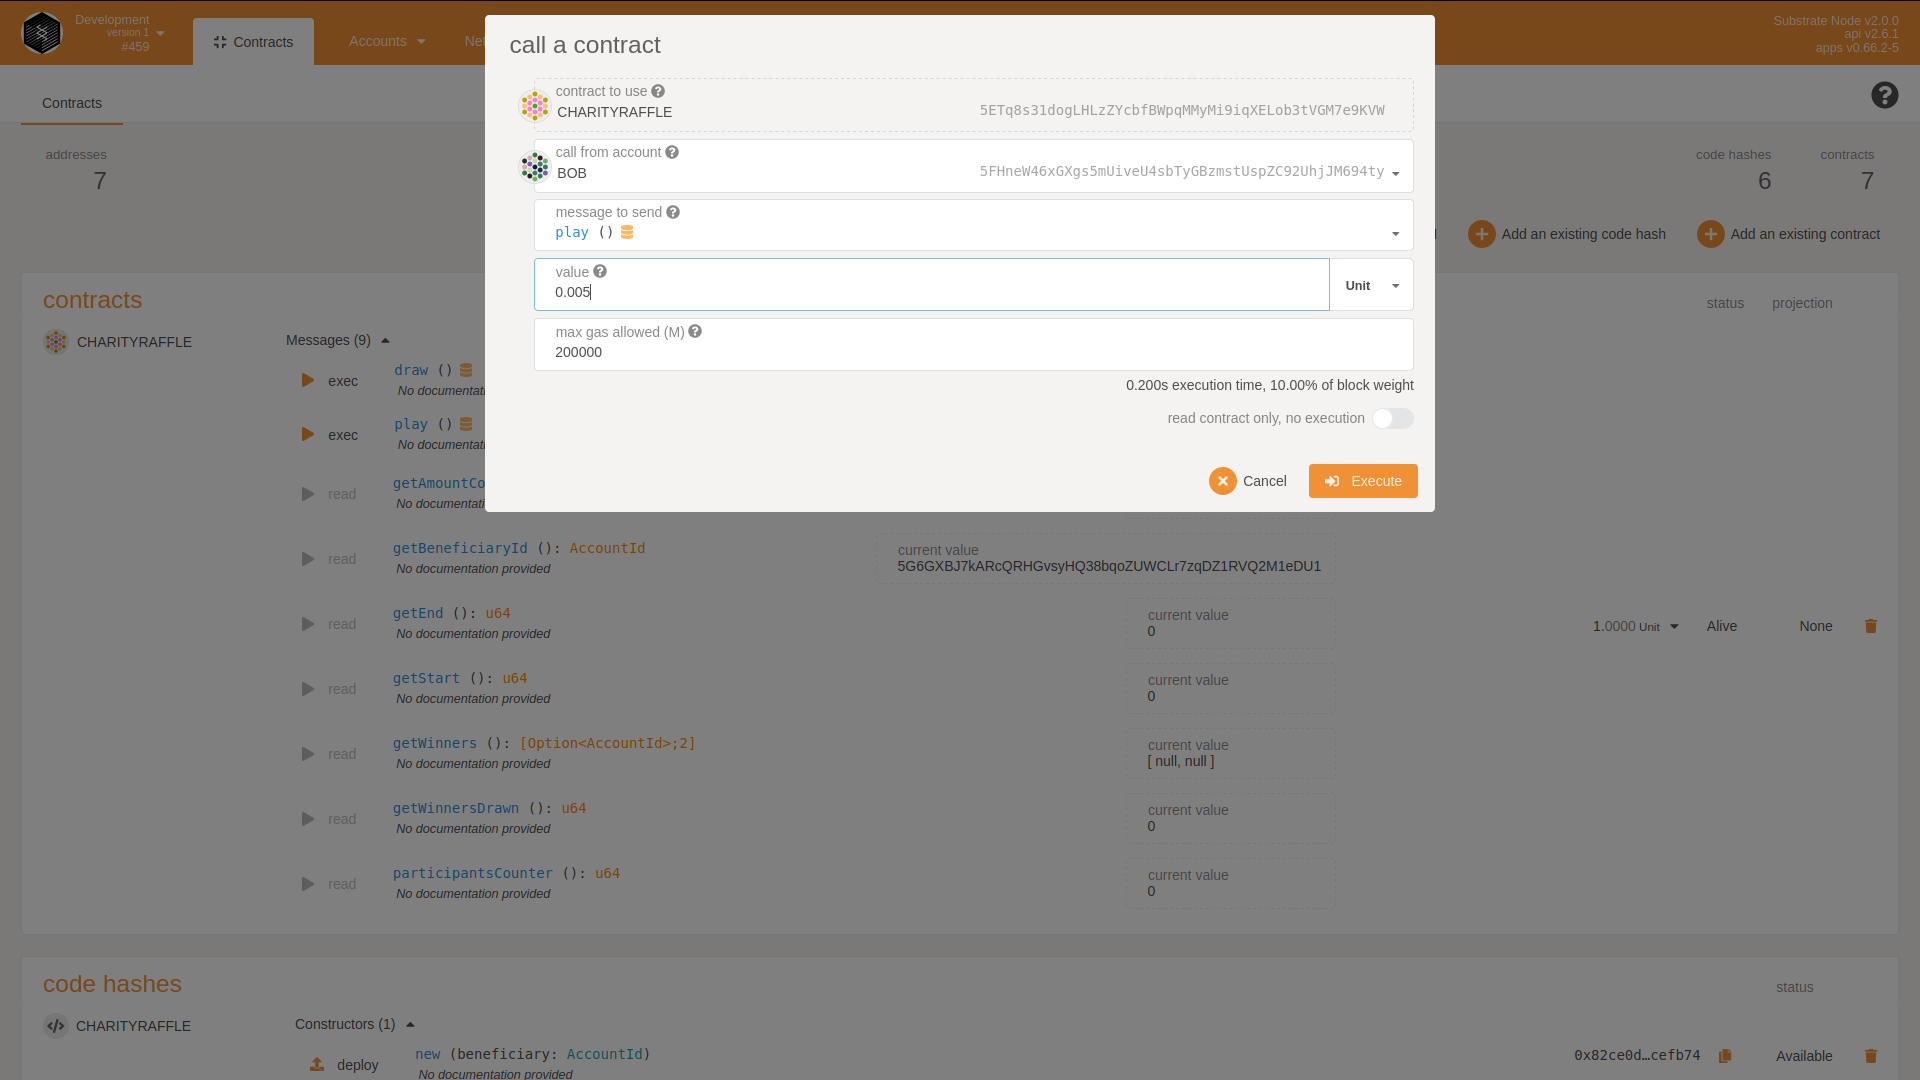 Development
version 1
#459
Contracts
Accounts
Net
Substrate Node v2.0.0
api v2.6.1
apps v0.66.2-5
Contracts
addresses
7
code hashes
6
contracts
7
Add an existing code hash
Add an existing contract
call a contract
contract to use
CHARITYRAFFLE
5ETq8s31dogLHLzZYcbfBWpqMMyMi9iqXELob3tVGM7e9KVW
call from account
BOB
5FHneW46xGXgs5mUiveU4sbTyGBzmstUspZC92UhjJM694ty
message to send
play ()
value
0.005
Unit
max gas allowed (M)
200000
0.200s execution time, 10.00% of block weight
read contract only, no execution
Cancel
Execute
contracts
status
projection
CHARITYRAFFLE
Messages (9)
exec
draw ()
No documentati
exec
play ()
No documentati
read
getAmountCo
No documentati
read
getBeneficiaryId (): AccountId
No documentation provided
current value
5G6GXBJ7kARcQRHGvsyHQ38bqoZUWCLr7zqDZ1RVQ2M1eDU1
read
getEnd (): u64
No documentation provided
current value
0
1.0000 Unit
Alive
None
read
getStart (): u64
No documentation provided
current value
0
read
getWinners (): [Option<AccountId>;2]
No documentation provided
current value
[ null, null ]
read
getWinnersDrawn (): u64
No documentation provided
current value
0
read
participantsCounter (): u64
No documentation provided
current value
0
code hashes
status
CHARITYRAFFLE
Constructors (1)
deploy
new (beneficiary: AccountId)
No documentation provided
0x82ce0d…cefb74
Available